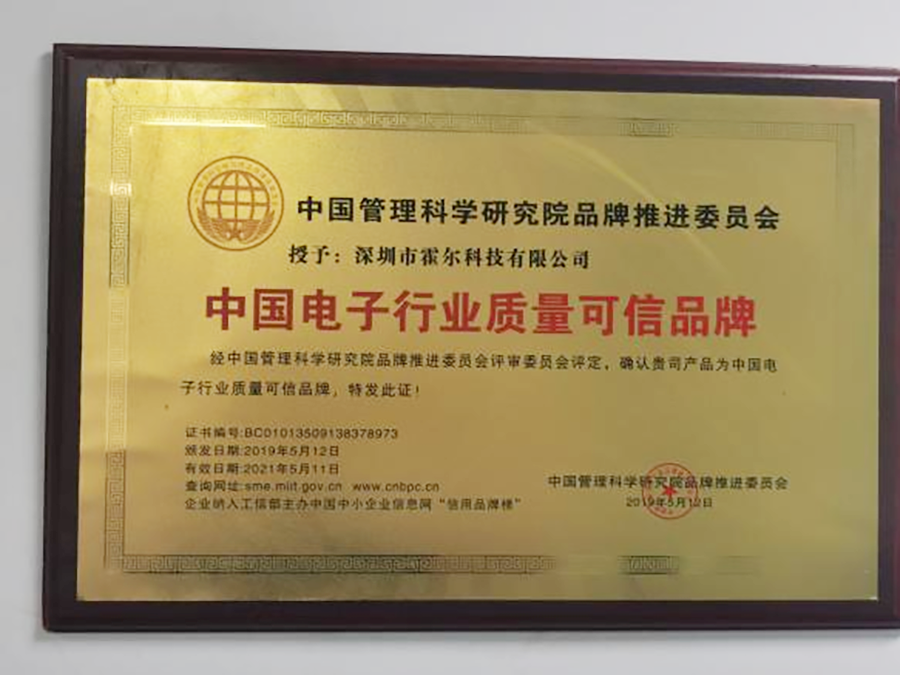 中国管理科学研究院品牌推进委员会
授予：深圳市霍尔科技有限公司
中国电子行业质量可信品牌
经中国管理科学研究院品牌推进委员会评审委员会评定，确认贵司产品为中国电
子行业质量可信品牌，特发此证！
证书编号:BC01013509138378973
颁发日期:2019年5月12日
有效日期:2021年5月11日
查询网址:sme.miit.gov.cn www.cnbpc.cn
企业纳入工信部主办中国中小企业信息网“信用品牌榜”
中国管理科学研究院品牌推进委员会
2019年5月12日